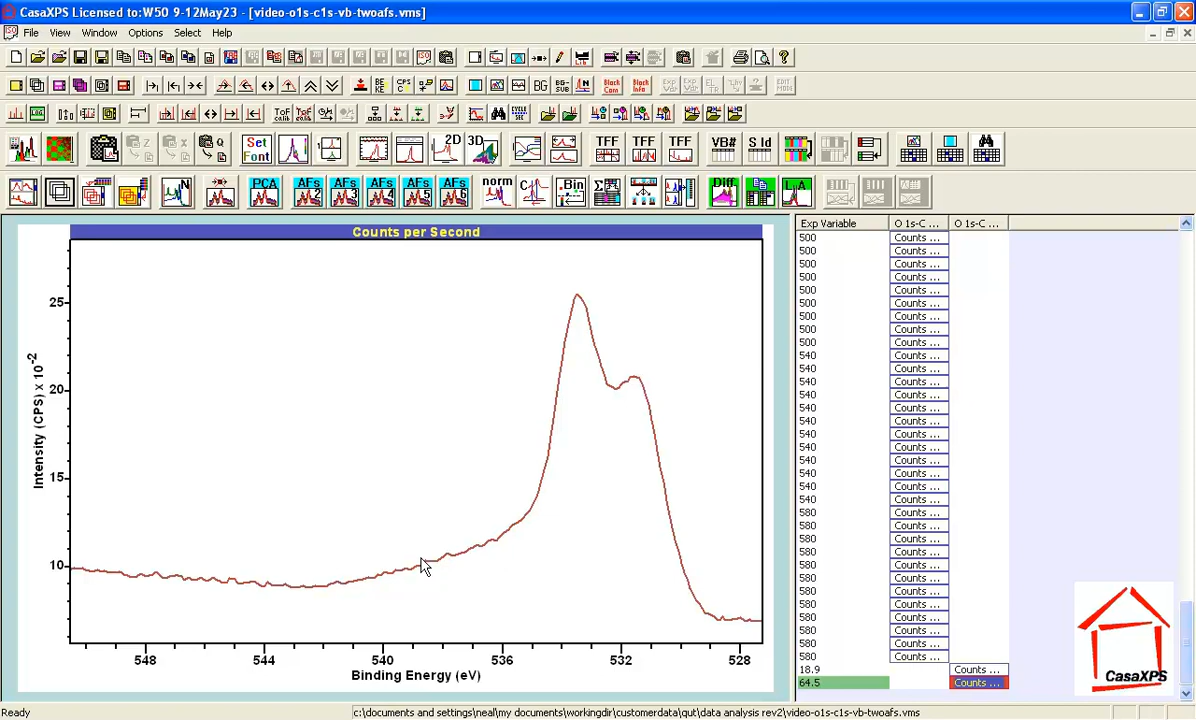 CasaXPS Licensed to:W50 9-12May23 - [video-o1s-c1s-vb-twoafs.vms]
File View Window Options Select Help
Set Font
2D
3D
TFF TFF TFF
VB# S Id
PCA AFs 2 AFs 3 AFs 4 AFs 5 AFs 8
norm
Bin
Diff
Counts per Second
Intensity (CPS) x 10⁻²
25
20
15
10
548 544 540 536 532 528
Binding Energy (eV)
Exp Variable O 1s-C ... O 1s-C ...
500 Counts ...
500 Counts ...
500 Counts ...
500 Counts ...
500 Counts ...
500 Counts ...
500 Counts ...
500 Counts ...
500 Counts ...
540 Counts ...
540 Counts ...
540 Counts ...
540 Counts ...
540 Counts ...
540 Counts ...
540 Counts ...
540 Counts ...
540 Counts ...
540 Counts ...
540 Counts ...
540 Counts ...
580 Counts ...
580 Counts ...
580 Counts ...
580 Counts ...
580 Counts ...
580 Counts ...
580 Counts ...
580 Counts ...
580 Counts ...
580 Counts ...
580 Counts ...
580 Counts ...
18.9 Counts ...
64.5 Counts ...
CasaXPS
Ready
c:\documents and settings\neal\my documents\workingdir\customerdata\qut\data analysis rev2\video-o1s-c1s-vb-twoafs.vms